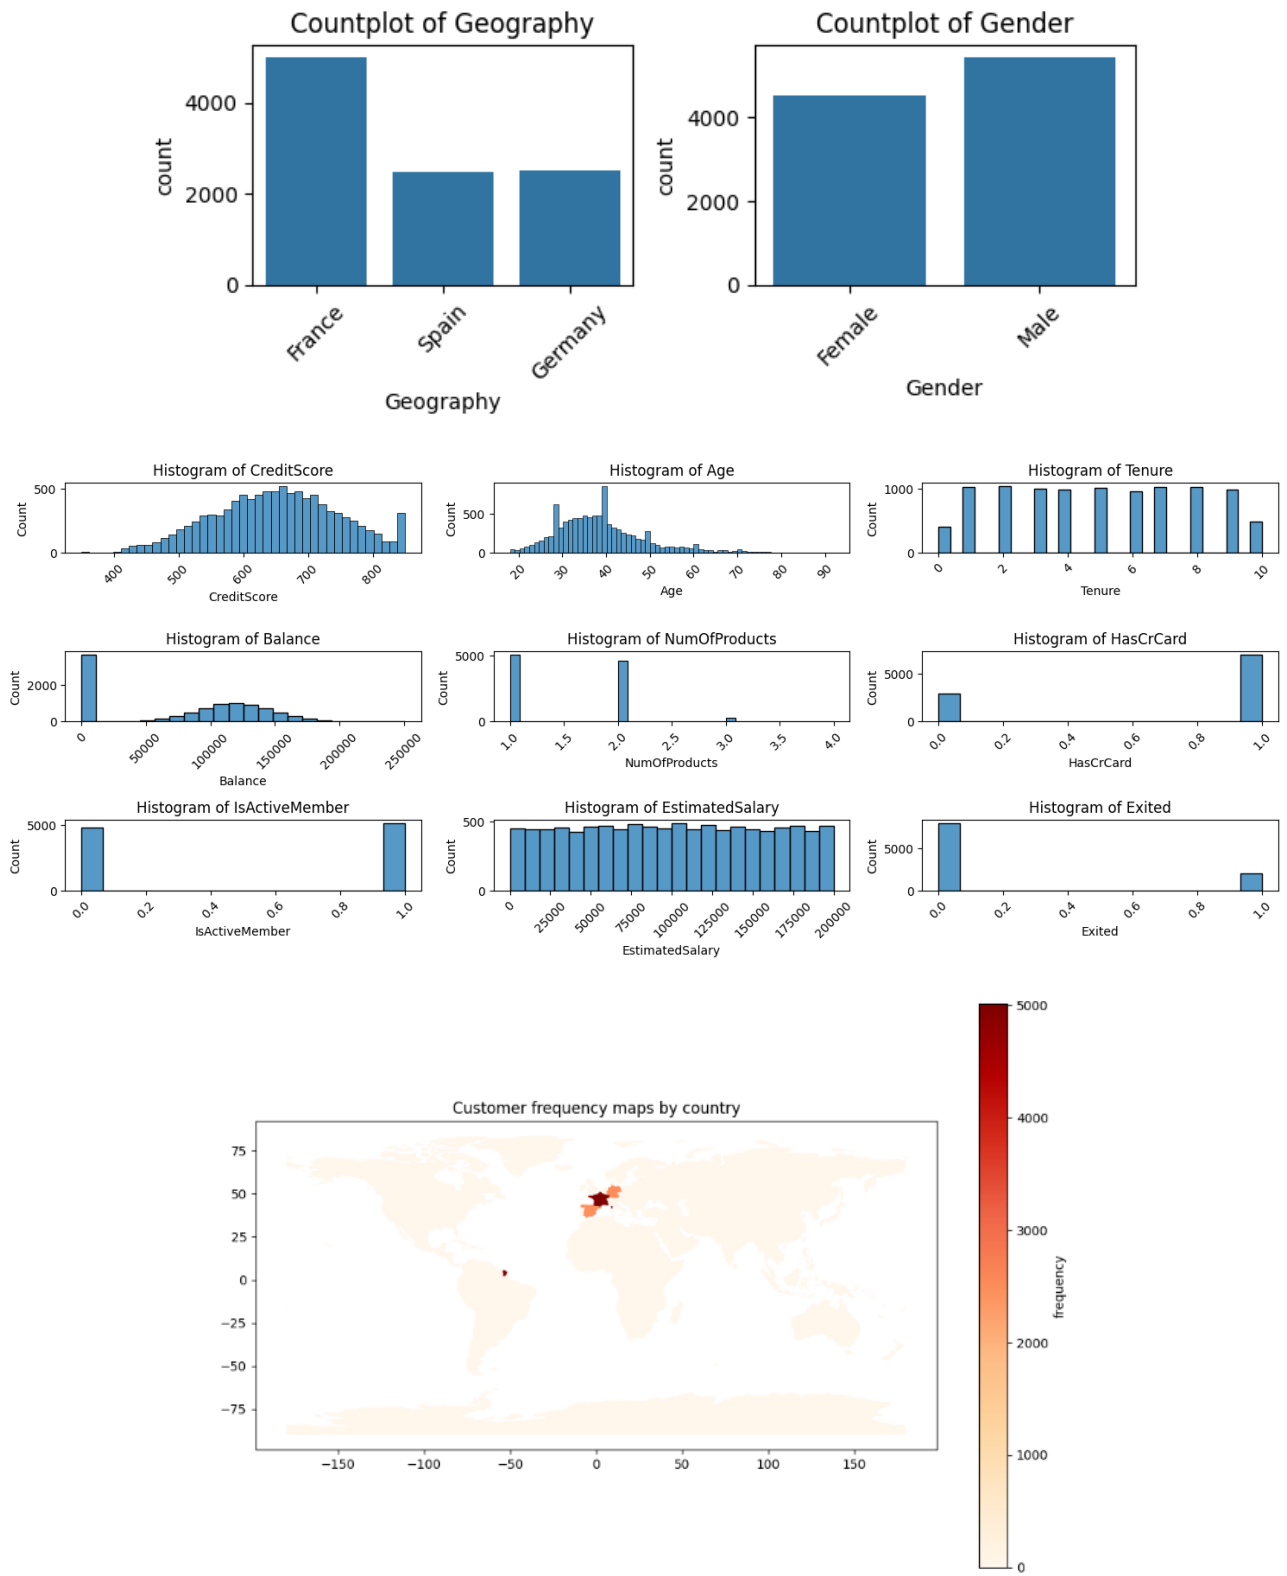 Countplot of Geography
count
4000
2000
0
France
Spain
Germany
Geography
Countplot of Gender
count
4000
2000
0
Female
Male
Gender
Histogram of CreditScore
Count
500
0
400
500
600
700
800
CreditScore
Histogram of Age
Count
500
0
20
30
40
50
60
70
80
90
Age
Histogram of Tenure
Count
1000
0
0
2
4
6
8
10
Tenure
Histogram of Balance
Count
2000
0
0
50000
100000
150000
200000
250000
Balance
Histogram of NumOfProducts
Count
5000
0
1.0
1.5
2.0
2.5
3.0
3.5
4.0
NumOfProducts
Histogram of HasCrCard
Count
5000
0
0.0
0.2
0.4
0.6
0.8
1.0
HasCrCard
Histogram of IsActiveMember
Count
5000
0
0.0
0.2
0.4
0.6
0.8
1.0
IsActiveMember
Histogram of EstimatedSalary
Count
500
0
0
25000
50000
75000
100000
125000
150000
175000
200000
EstimatedSalary
Histogram of Exited
Count
5000
0
0.0
0.2
0.4
0.6
0.8
1.0
Exited
Customer frequency maps by country
75
50
25
0
−25
−50
−75
−150
−100
−50
0
50
100
150
5000
4000
3000
2000
1000
0
frequency